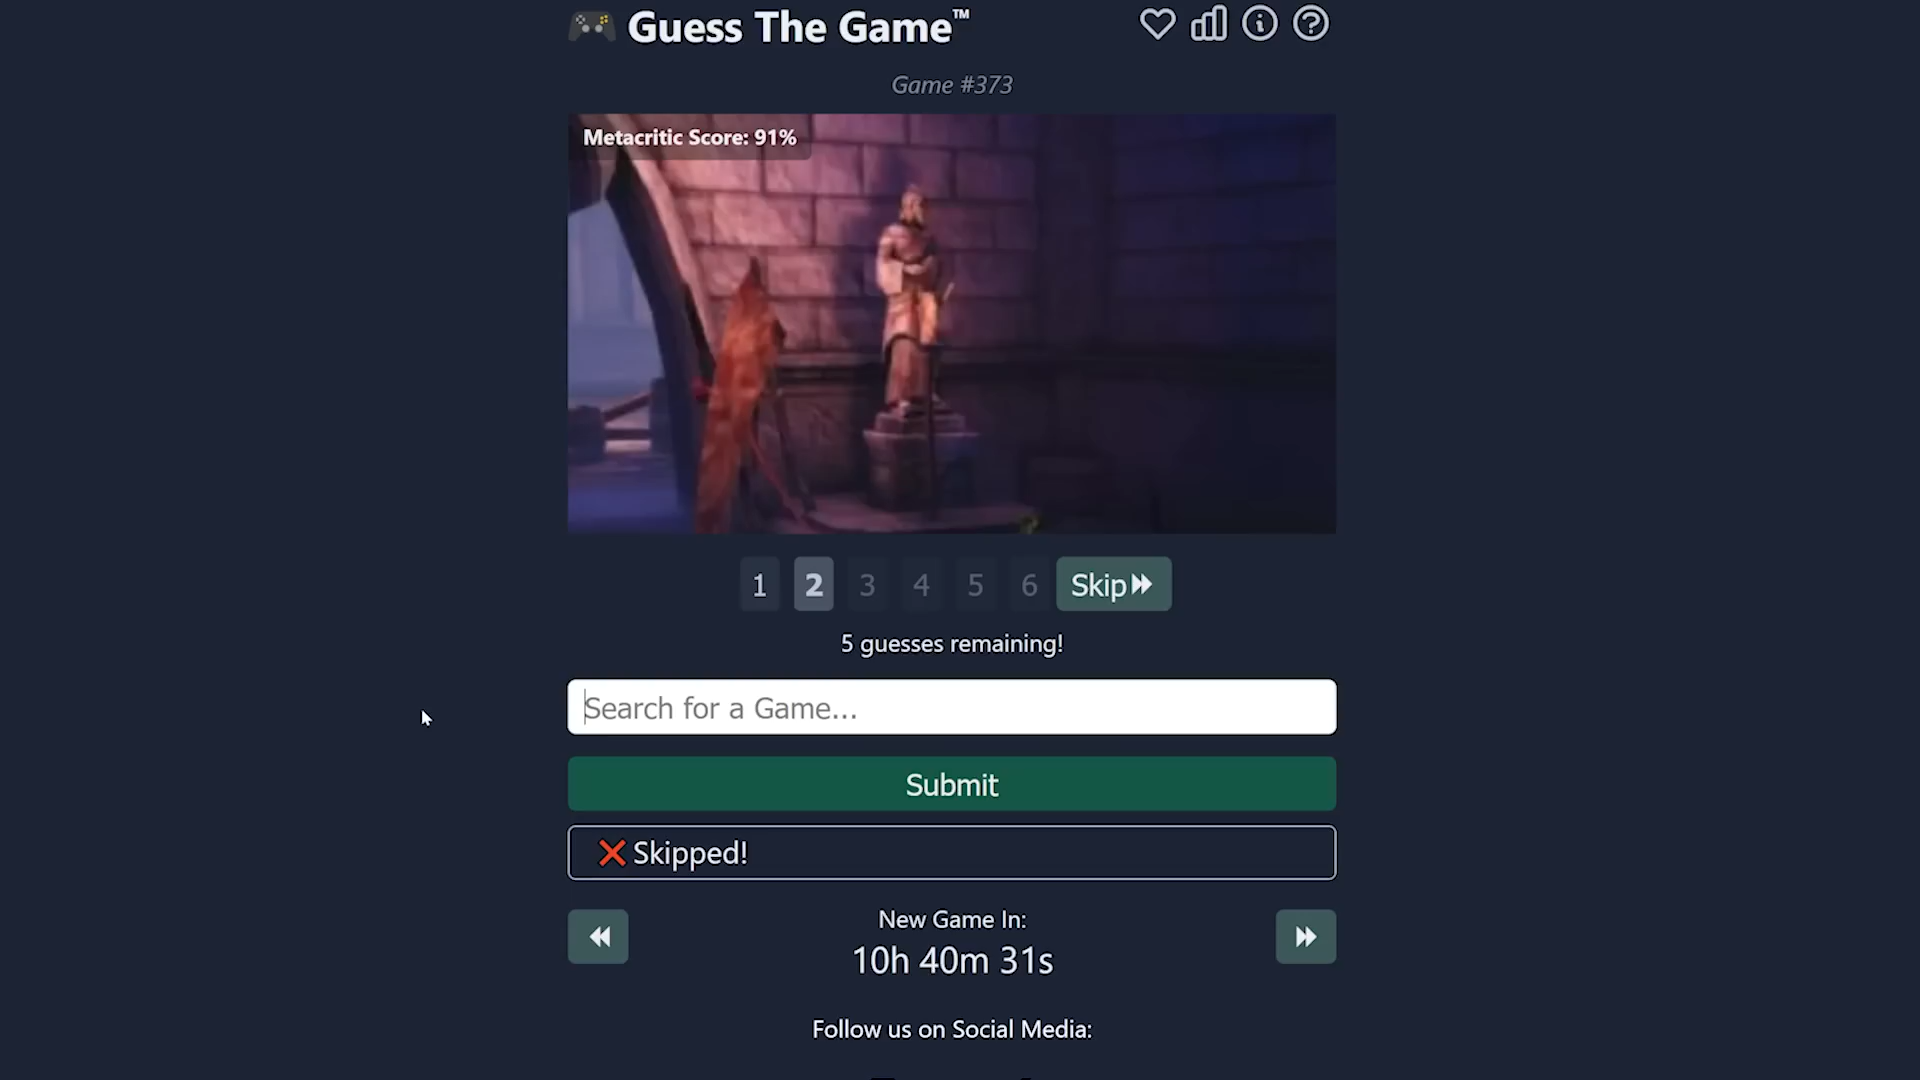 Guess The Game™
Game #373
Metacritic Score: 91%
1 2 3 4 5 6 Skip
5 guesses remaining!
Search for a Game...
Submit
Skipped!
New Game In:
10h 40m 31s
Follow us on Social Media: